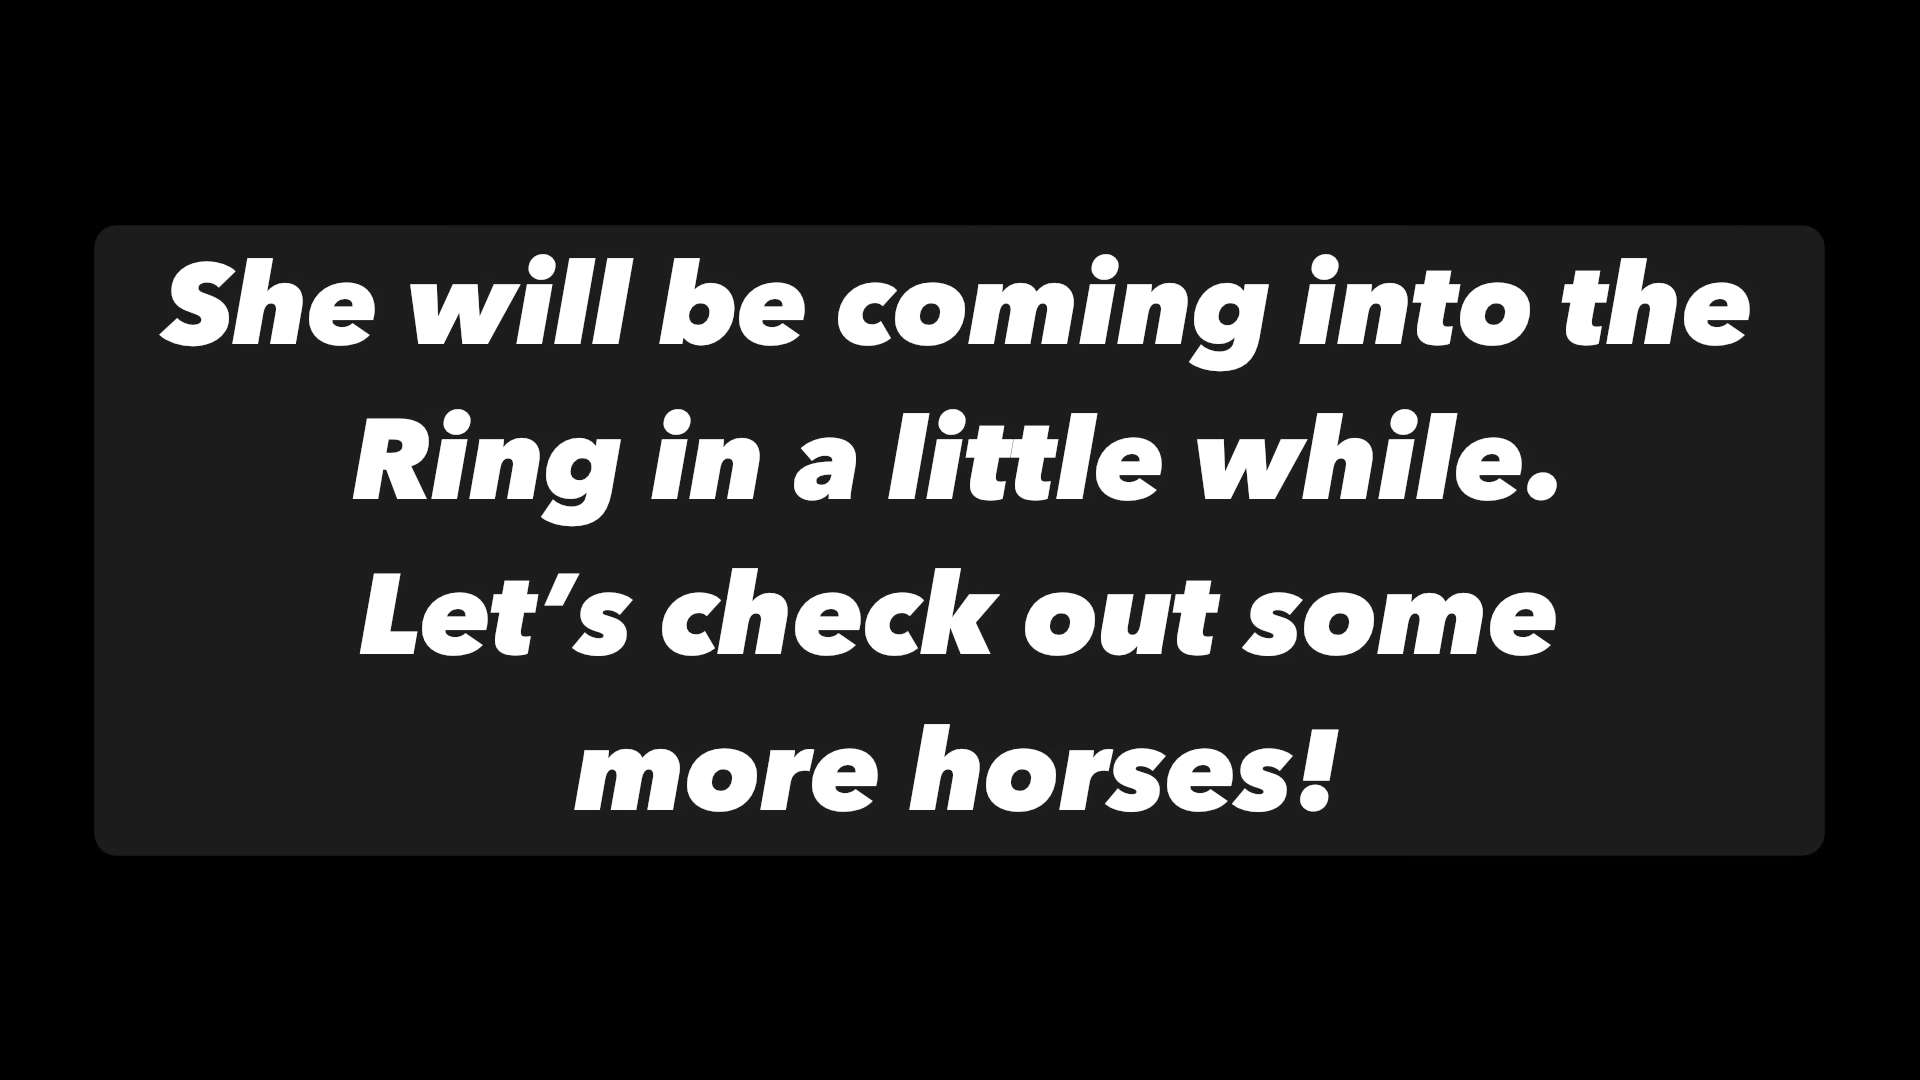 She will be coming into the
Ring in a little while.
Let’s check out some
more horses!